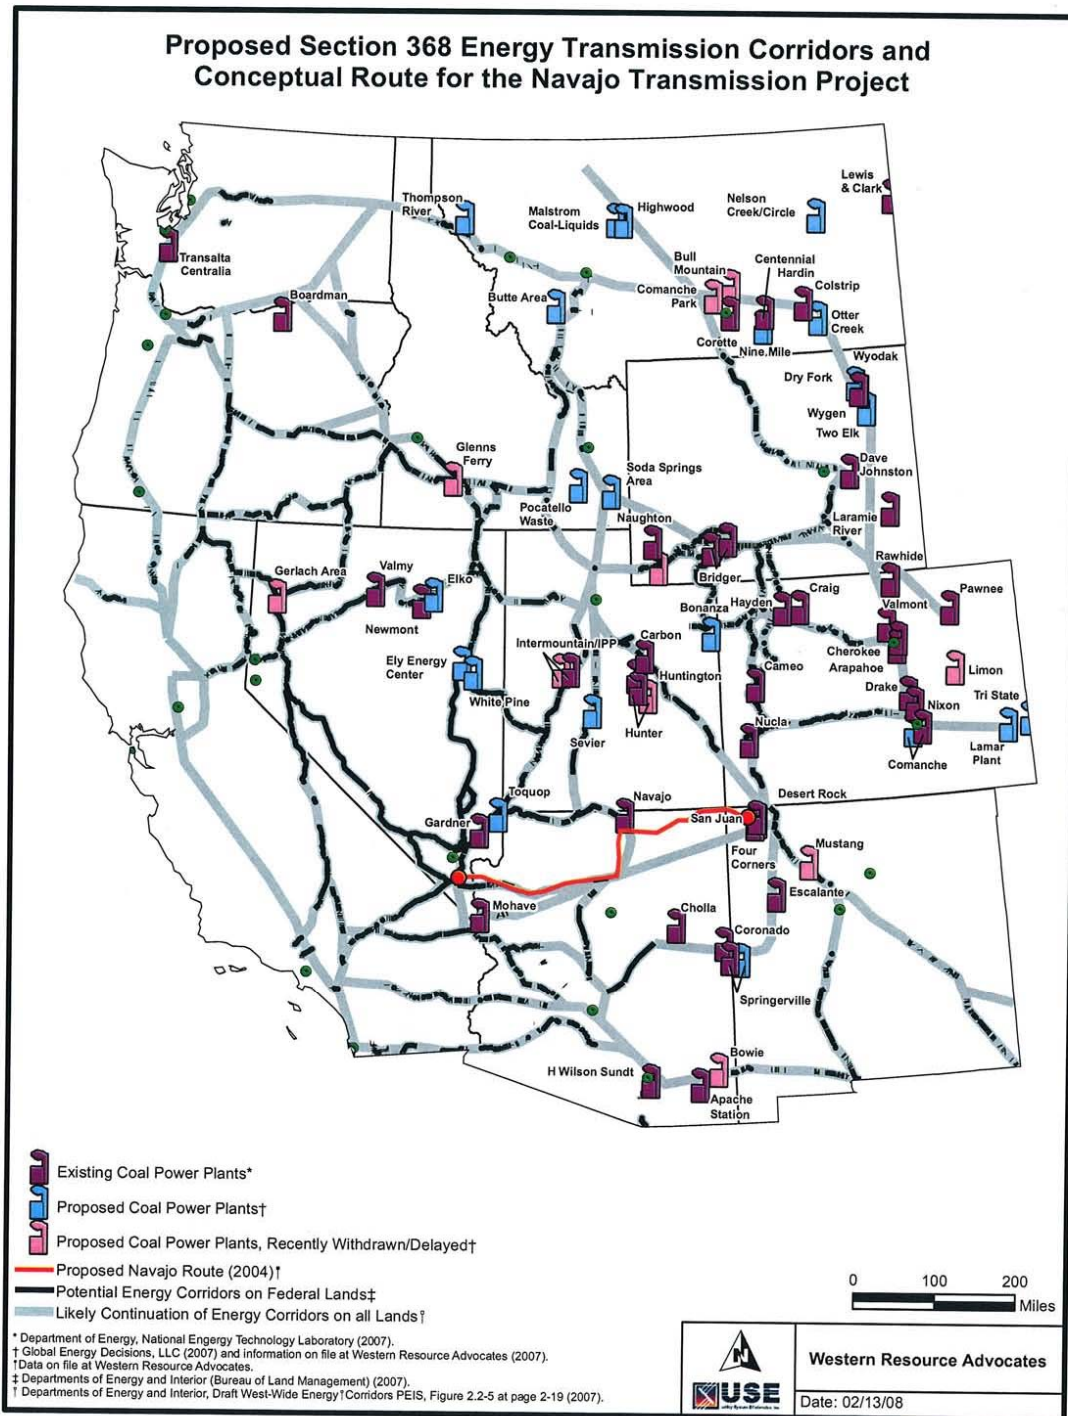 Proposed Section 368 Energy Transmission Corridors and
Conceptual Route for the Navajo Transmission Project
Lewis
& Clark
Thompson
River
Malstrom
Coal-Liquids
Highwood
Nelson
Creek/Circle
Transalta
Centralia
Bull
Mountain
Centennial
Hardin
Comanche
Park
Colstrip
Boardman
Butte Area
Otter
Creek
Corette
Nine Mile
Wyodak
Dry Fork
Wygen
Two Elk
Glenns
Ferry
Soda Springs
Area
Dave
Johnston
Pocatello
Waste
Naughton
Laramie
River
Rawhide
Gerlach Area
Valmy
Elko
Bridger
Craig
Pawnee
Newmont
Bonanza
Hayden
Valmont
Intermountain/IPP
Carbon
Cherokee
Arapahoe
Ely Energy
Center
Huntington
Cameo
Limon
Drake
White Pine
Nixon
Tri State
Hunter
Nucla
Sevier
Lamar
Plant
Comanche
Toquop
Navajo
Desert Rock
Gardner
San Juan
Four
Corners
Mustang
Escalante
Mohave
Cholla
Coronado
Springerville
H Wilson Sundt
Bowie
Apache
Station
Existing Coal Power Plants*
Proposed Coal Power Plants†
Proposed Coal Power Plants, Recently Withdrawn/Delayed†
Proposed Navajo Route (2004)†
Potential Energy Corridors on Federal Lands‡
Likely Continuation of Energy Corridors on all Lands†
0 100 200
Miles
* Department of Energy, National Engergy Technology Laboratory (2007).
† Global Energy Decisions, LLC (2007) and information on file at Western Resource Advocates (2007).
†Data on file at Western Resource Advocates.
‡ Departments of Energy and Interior (Bureau of Land Management) (2007).
† Departments of Energy and Interior, Draft West-Wide Energy†Corridors PEIS, Figure 2.2-5 at page 2-19 (2007).
N
USE
Western Resource Advocates
Date: 02/13/08